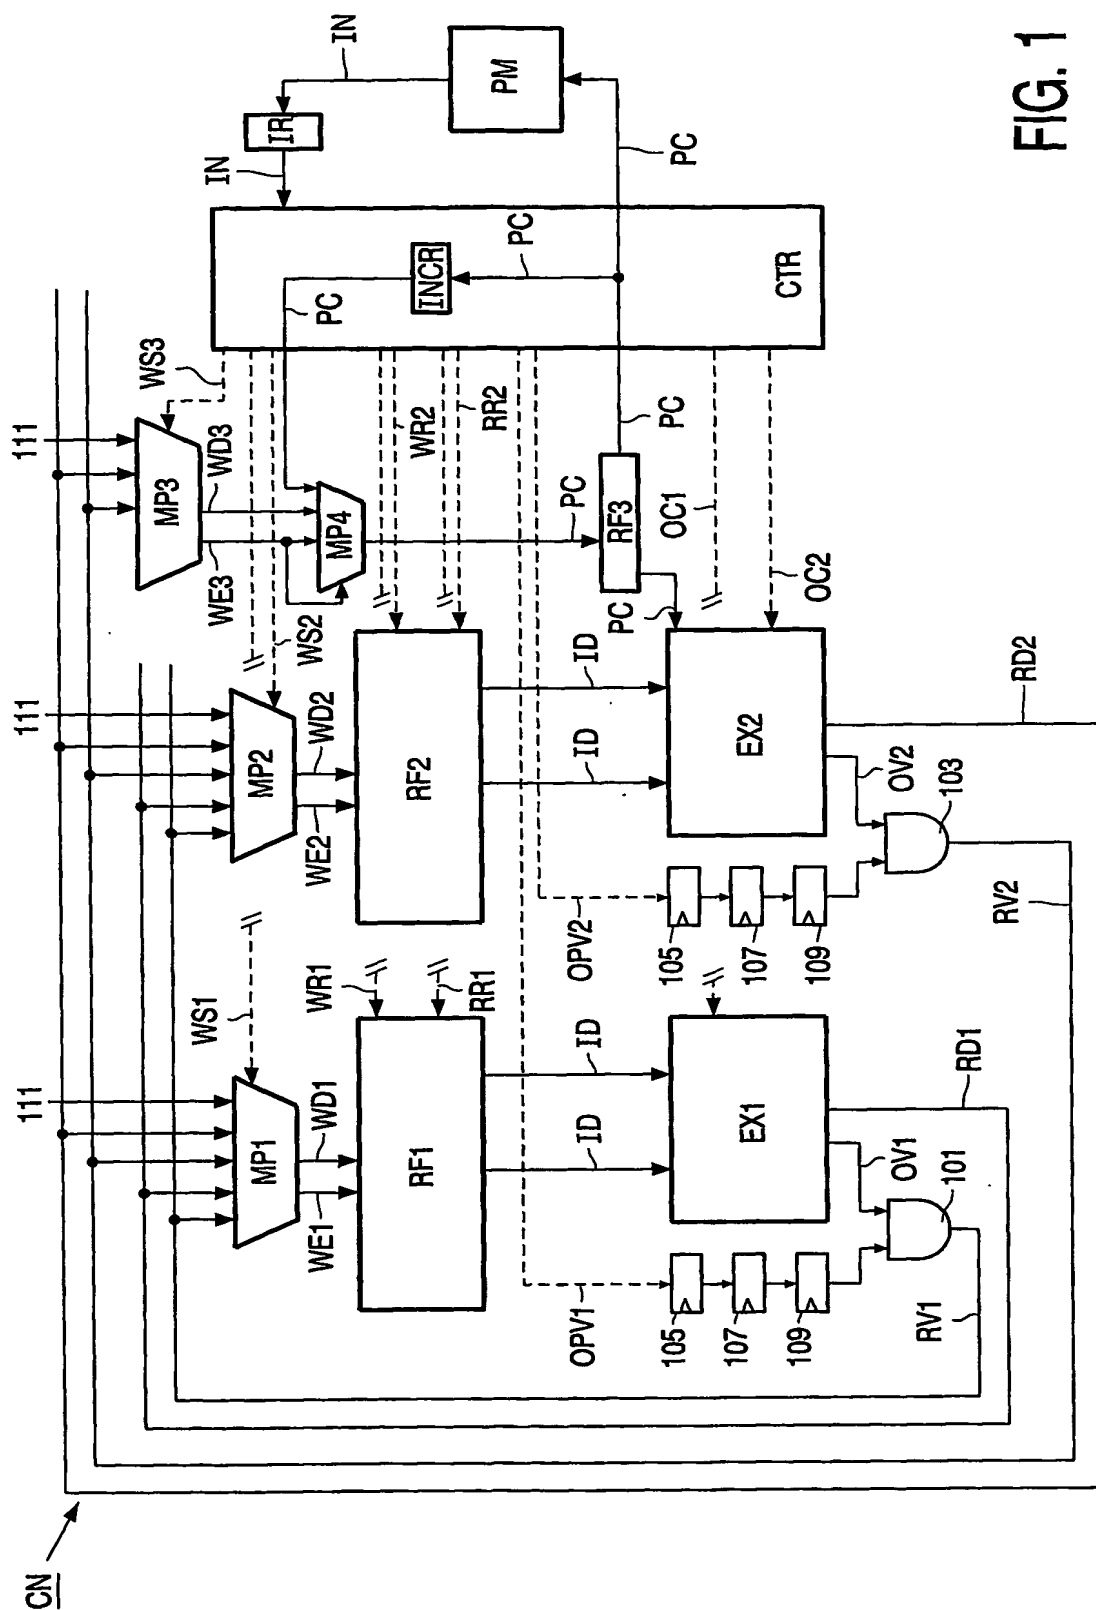 CN
111
111
111
MP1
MP2
MP3
WS1
WS2
WS3
WE1
WD1
WE2
WD2
WE3
WD3
MP4
PC
INCR
PC
IN
IR
IN
PM
PC
CTR
RF1
WR1
RR1
RF2
WR2
RR2
PC
RF3
PC
PC
ID
ID
ID
ID
OPV1
OPV2
105
107
109
105
107
109
EX1
EX2
OC1
OC2
OV1
101
RD1
RV1
OV2
103
RD2
RV2
FIG. 1